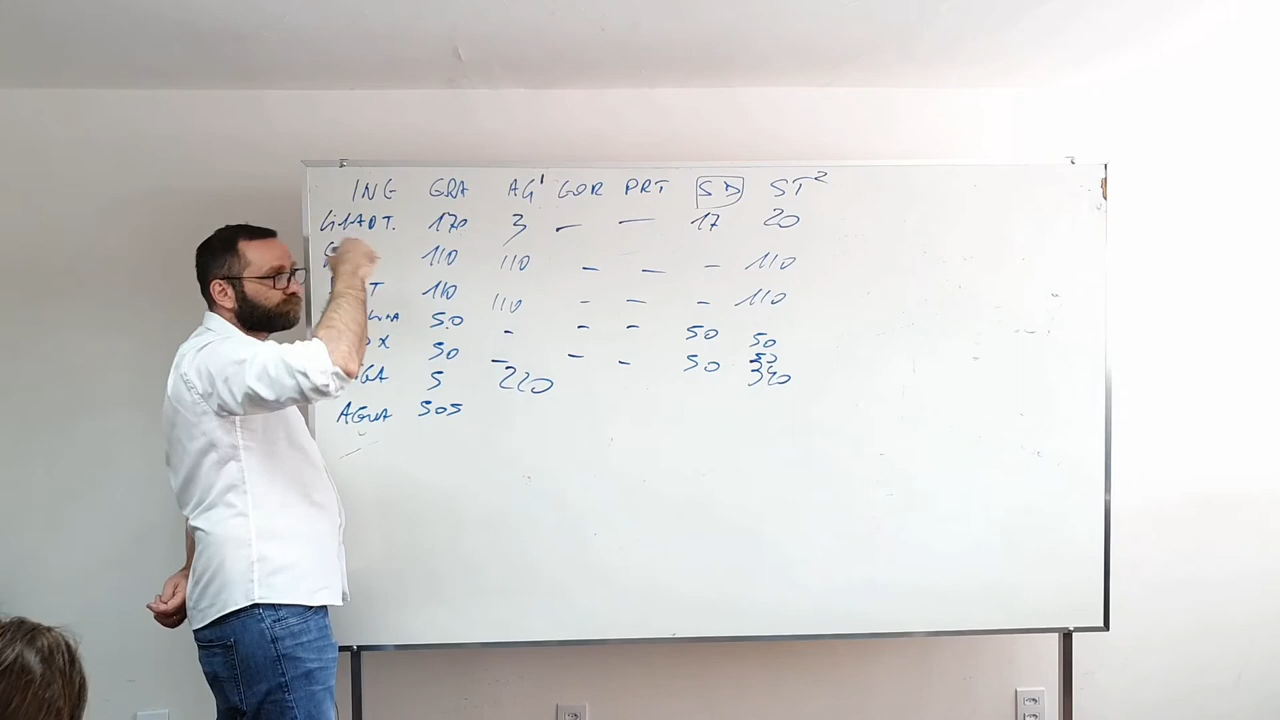 ING GRA AG¹ GOR PRT SD ST²
170 3 — — 17 20
110 110 - - - 110
110 110 - - - 110
50 - - - 50 50
50 - - - 50 50
5 220 340
AGUA 505